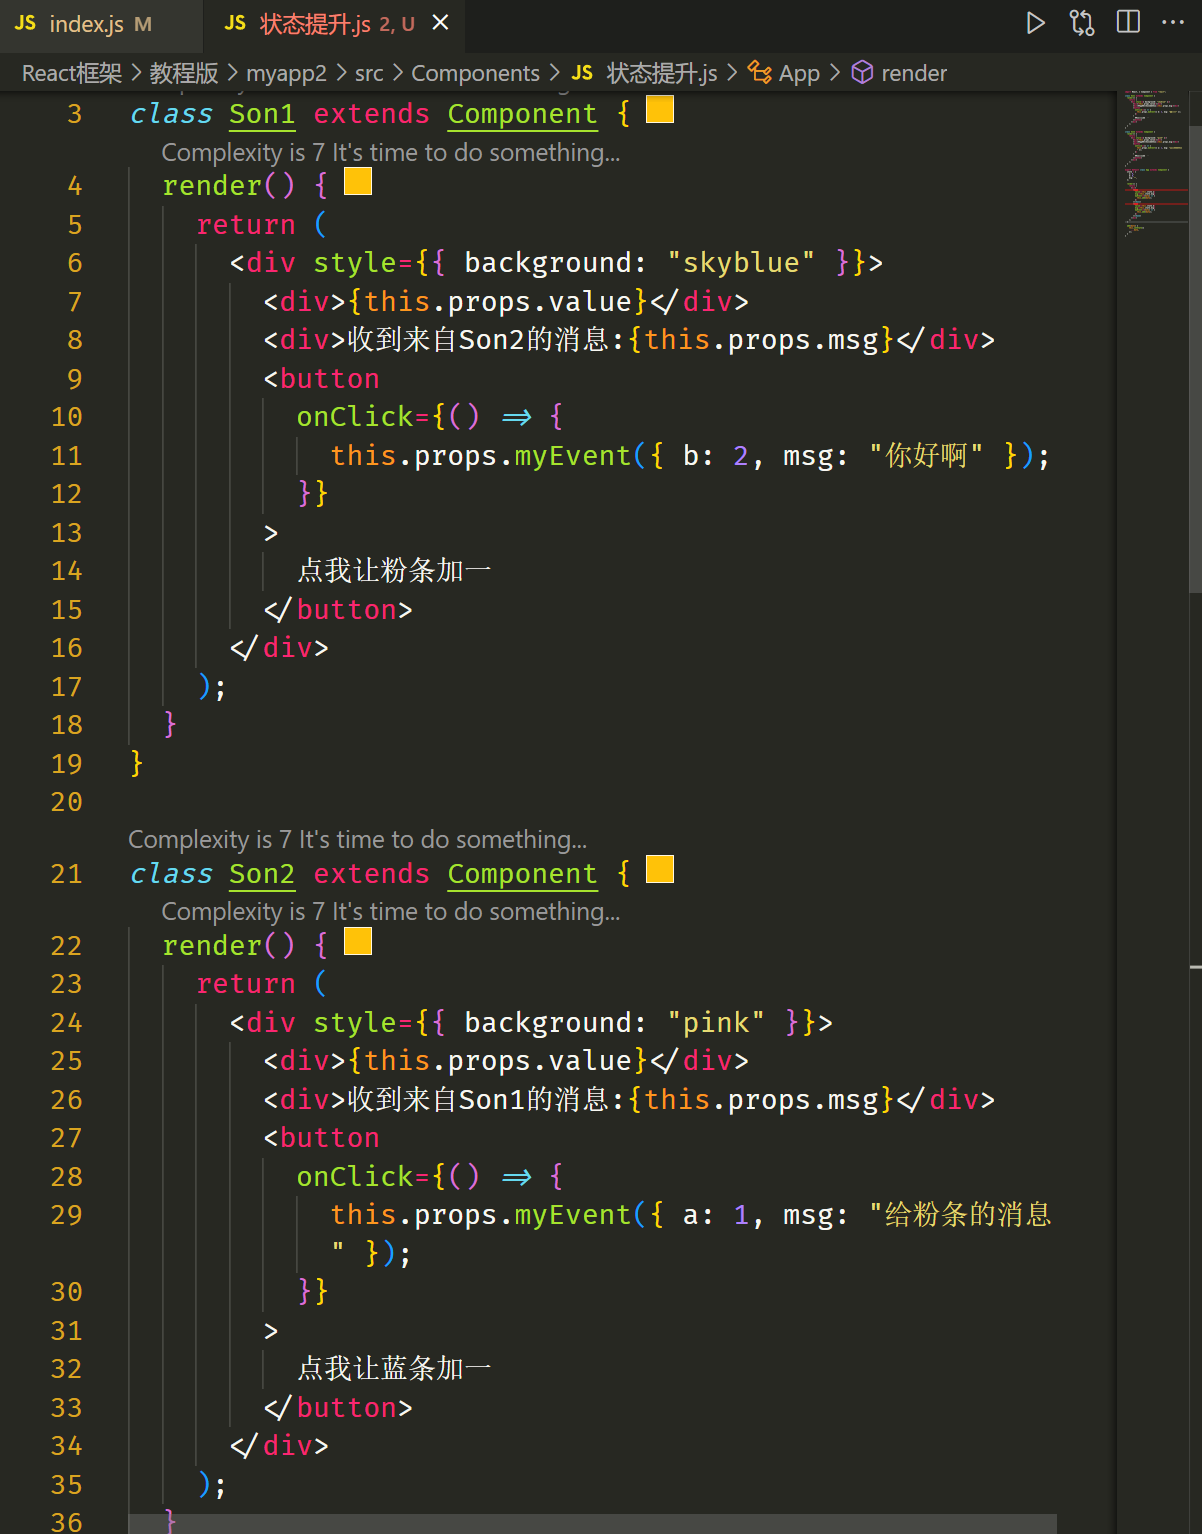 JS index.js M JS 状态提升.js 2, U
React框架 > 教程版 > myapp2 > src > Components > JS 状态提升.js > App > render
3 class Son1 extends Component {
Complexity is 7 It's time to do something...
4 render() {
5 return (
6 <div style={{ background: "skyblue" }}>
7 <div>{this.props.value}</div>
8 <div>收到来自Son2的消息:{this.props.msg}</div>
9 <button
10 onClick={() => {
11 this.props.myEvent({ b: 2, msg: "你好啊" });
12 }}
13 >
14 点我让粉条加一
15 </button>
16 </div>
17 );
18 }
19 }
20
Complexity is 7 It's time to do something...
21 class Son2 extends Component {
Complexity is 7 It's time to do something...
22 render() {
23 return (
24 <div style={{ background: "pink" }}>
25 <div>{this.props.value}</div>
26 <div>收到来自Son1的消息:{this.props.msg}</div>
27 <button
28 onClick={() => {
29 this.props.myEvent({ a: 1, msg: "给粉条的消息
" });
30 }}
31 >
32 点我让蓝条加一
33 </button>
34 </div>
35 );
36 }